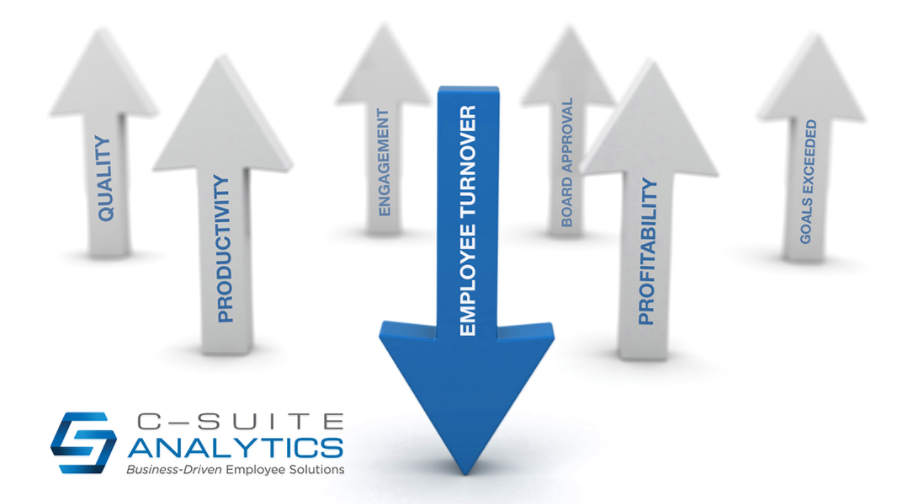 QUALITY
PRODUCTIVITY
ENGAGEMENT
EMPLOYEE TURNOVER
BOARD APPROVAL
PROFITABILITY
GOALS EXCEEDED
C–SUITE
ANALYTICS
Business-Driven Employee Solutions